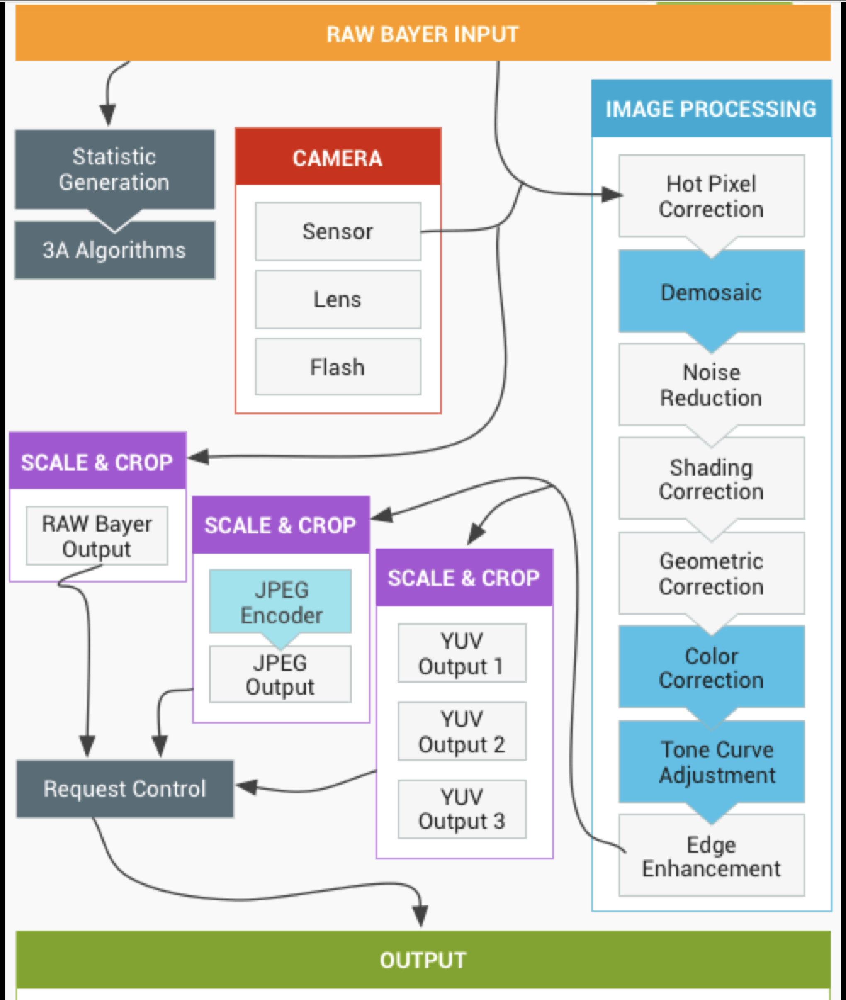 RAW BAYER INPUT
IMAGE PROCESSING
Statistic
Generation
3A Algorithms
CAMERA
Sensor
Lens
Flash
Hot Pixel
Correction
Demosaic
Noise
Reduction
Shading
Correction
Geometric
Correction
Color
Correction
Tone Curve
Adjustment
Edge
Enhancement
SCALE & CROP
RAW Bayer
Output
SCALE & CROP
JPEG
Encoder
JPEG
Output
SCALE & CROP
YUV
Output 1
YUV
Output 2
YUV
Output 3
Request Control
OUTPUT